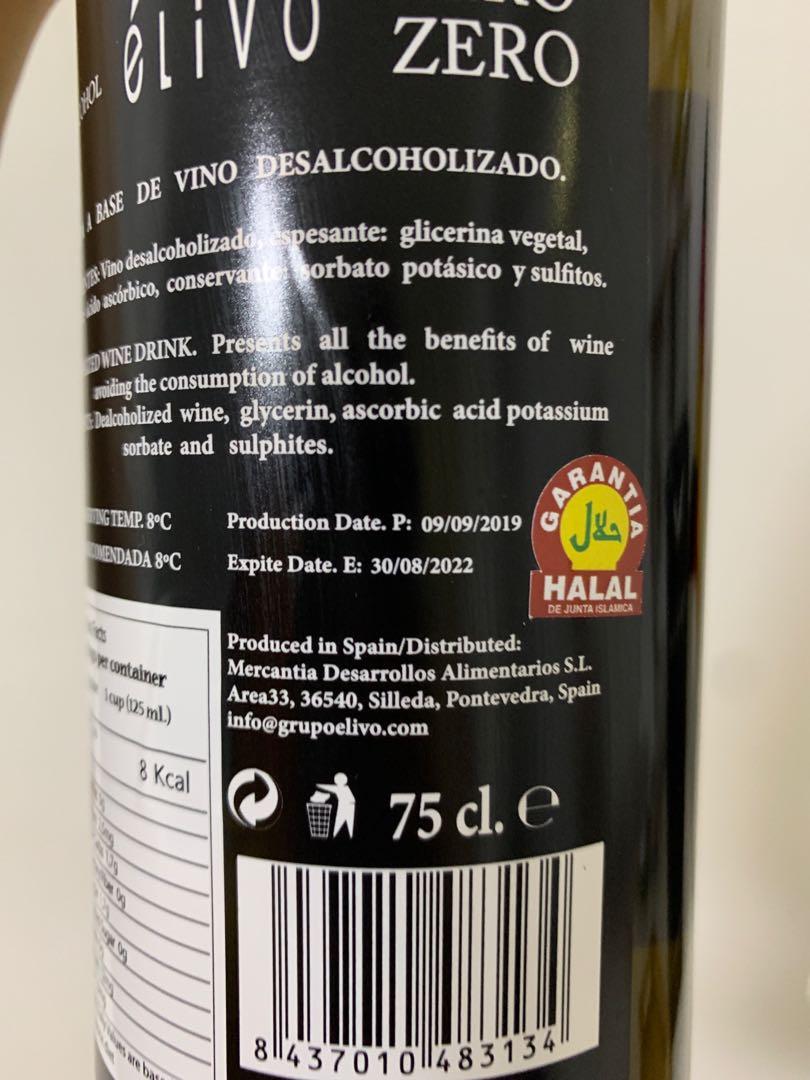 élivo
ZERO
A BASE DE VINO DESALCOHOLIZADO.
Vino desalcoholizado, espesante: glicerina vegetal,
ascórbico, conservante: sorbato potásico y sulfitos.
WINE DRINK. Presents all the benefits of wine
avoiding the consumption of alcohol.
Dealcoholized wine, glycerin, ascorbic acid potassium
sorbate and sulphites.
TEMP. 8ºC
8ºC
Production Date. P: 09/09/2019
Expite Date. E: 30/08/2022
GARANTIA
حلال
HALAL
DE JUNTA ISLAMICA
Produced in Spain/Distributed:
Mercantia Desarrollos Alimentarios S.L.
Area33, 36540, Silleda, Pontevedra, Spain
info@grupoelivo.com
per container
1 cup (125 ml.)
8 Kcal
75 cl. e
8 437010 483134